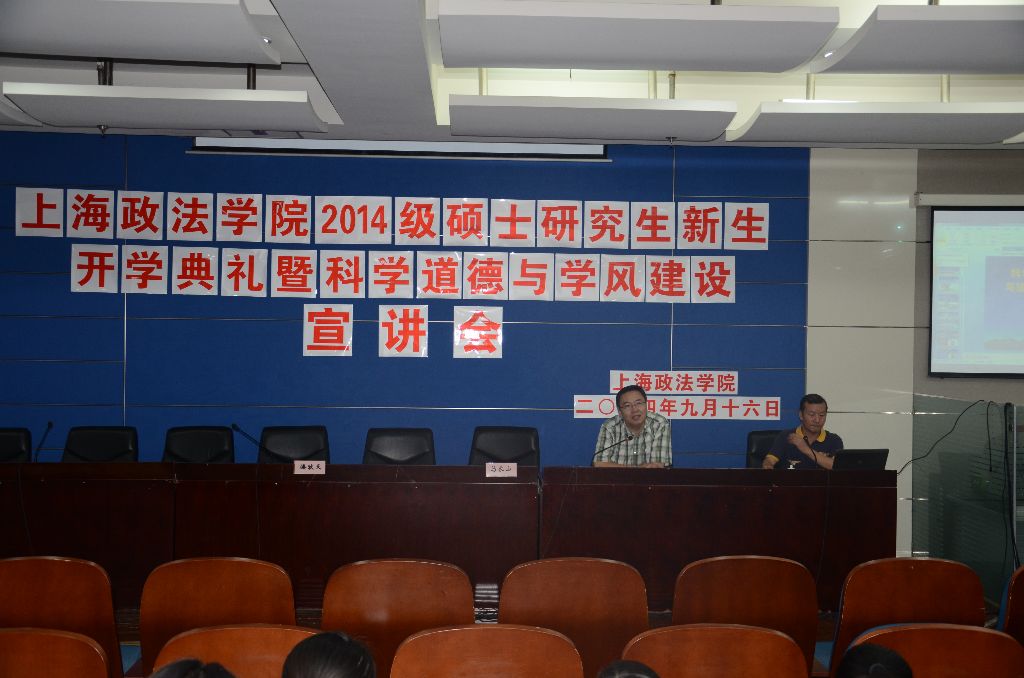 上海政法学院2014级硕士研究生新生
开学典礼暨科学道德与学风建设
宣讲会
上海政法学院
二〇一四年九月十六日